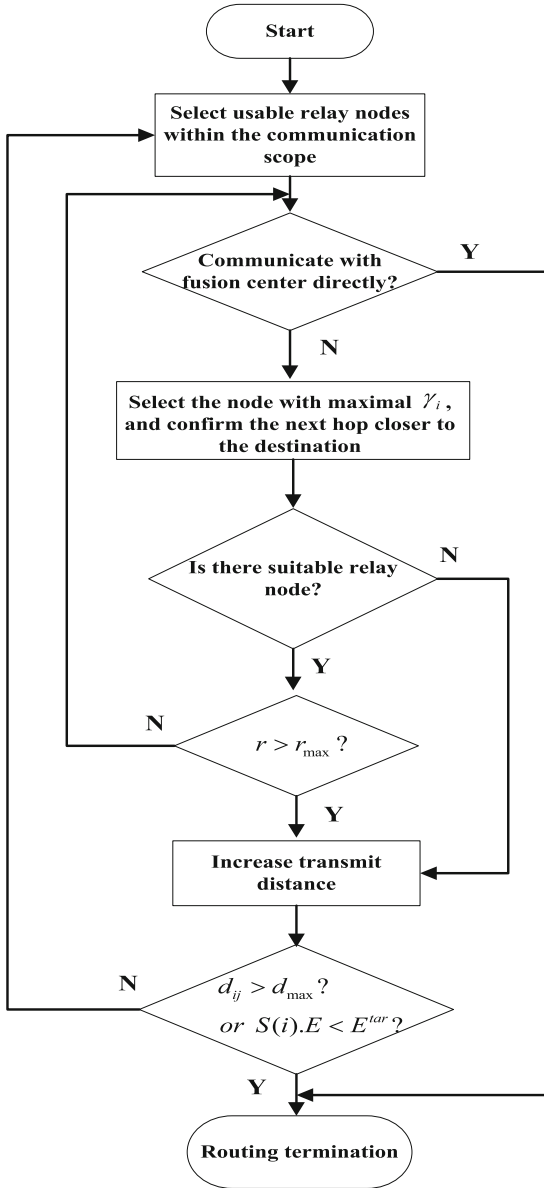 Start
Select usable relay nodes
within the communication
scope
Communicate with
fusion center directly?
Y
N
Select the node with maximal γi ,
and confirm the next hop closer to
the destination
Is there suitable relay
node?
N
Y
N
r > rmax ?
Y
Increase transmit
distance
N
dij > dmax ?
or S(i).E < E^tar ?
Y
Routing termination